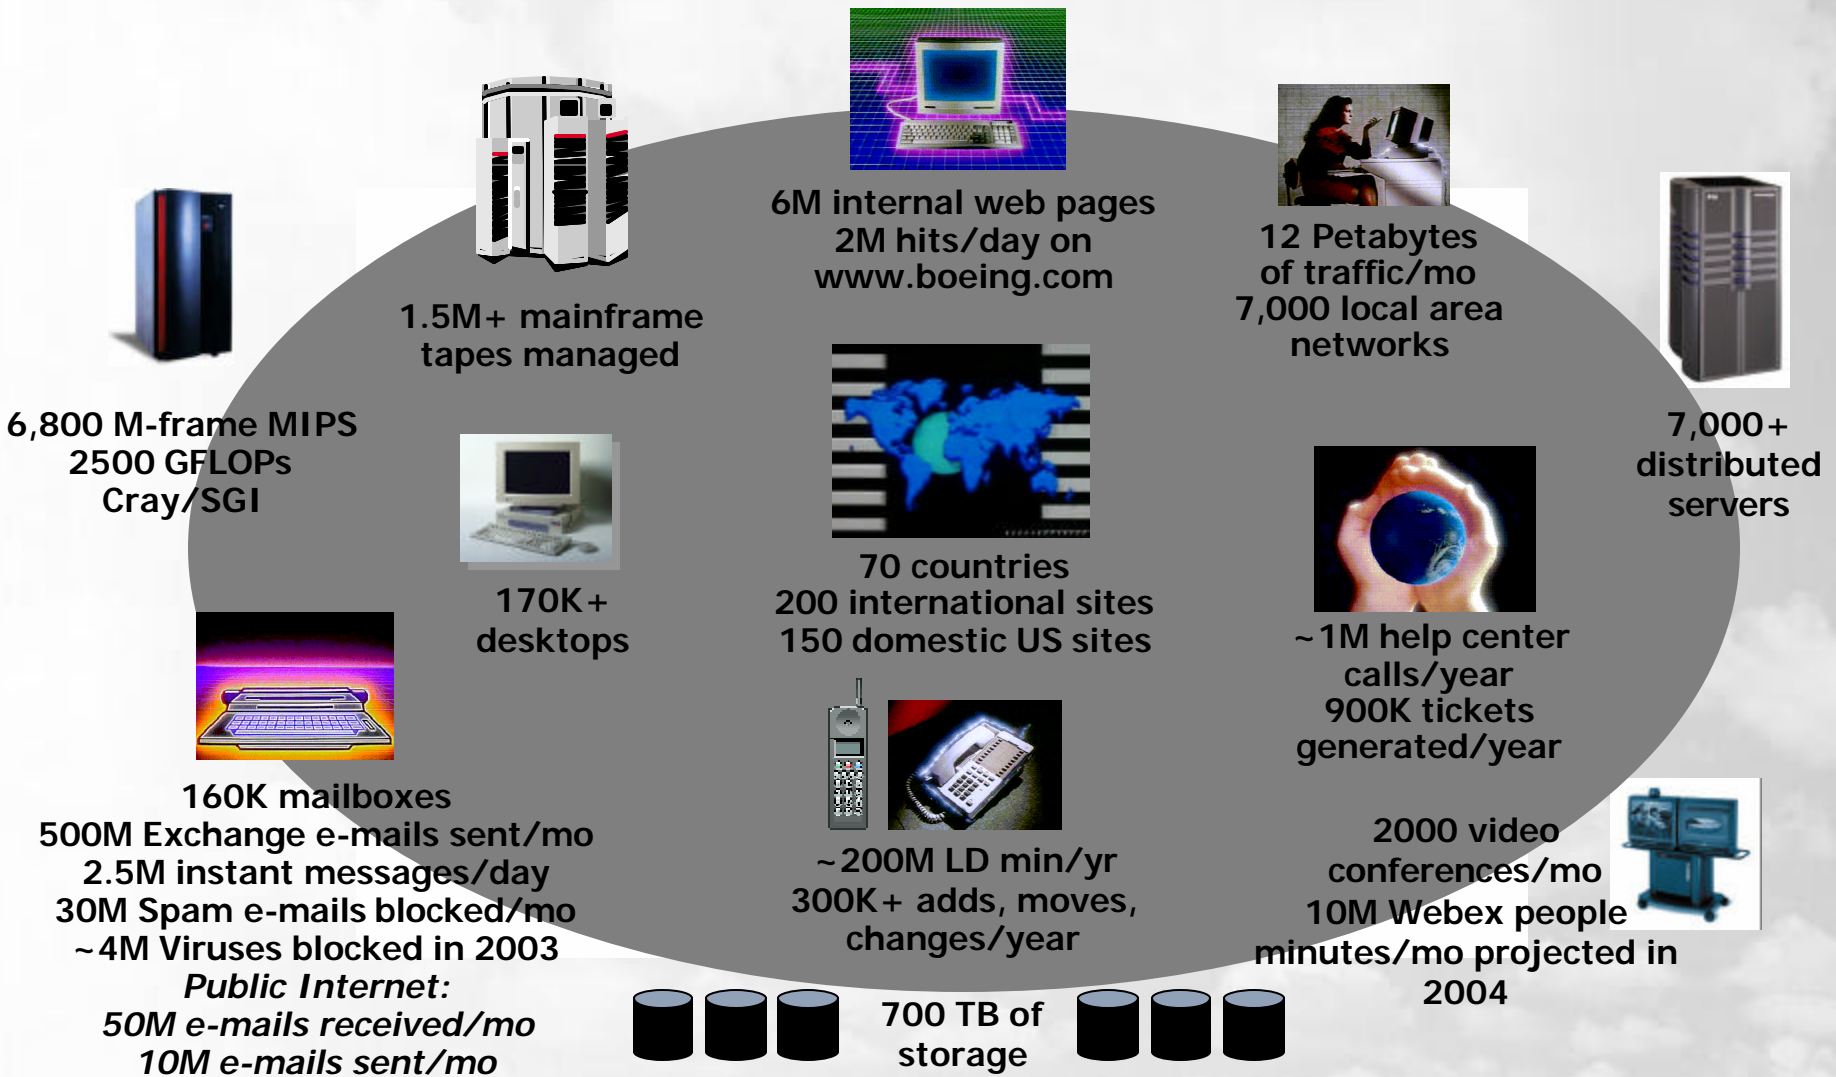 6M internal web pages
2M hits/day on
www.boeing.com
12 Petabytes
of traffic/mo
7,000 local area
networks
1.5M+ mainframe
tapes managed
6,800 M-frame MIPS
2500 GFLOPs
Cray/SGI
7,000+
distributed
servers
170K+
desktops
70 countries
200 international sites
150 domestic US sites
~1M help center
calls/year
900K tickets
generated/year
160K mailboxes
500M Exchange e-mails sent/mo
2.5M instant messages/day
30M Spam e-mails blocked/mo
~4M Viruses blocked in 2003
Public Internet:
50M e-mails received/mo
10M e-mails sent/mo
~200M LD min/yr
300K+ adds, moves,
changes/year
2000 video
conferences/mo
10M Webex people
minutes/mo projected in
2004
700 TB of
storage